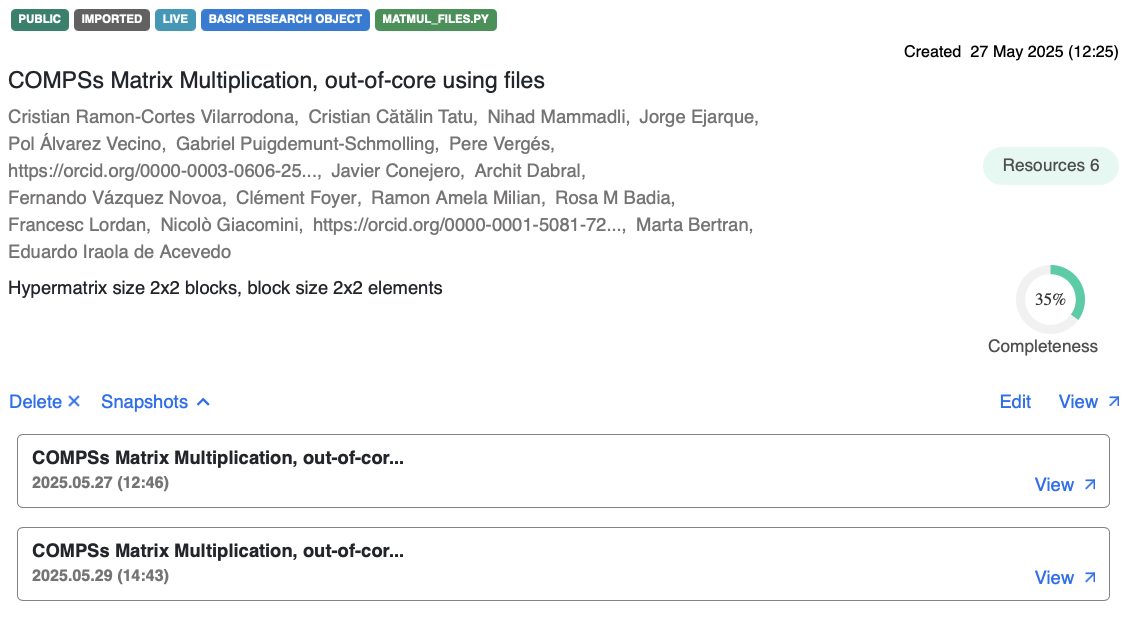 PUBLIC IMPORTED LIVE BASIC RESEARCH OBJECT MATMUL_FILES.PY
Created 27 May 2025 (12:25)
COMPSs Matrix Multiplication, out-of-core using files
Cristian Ramon-Cortes Vilarrodona, Cristian Cătălin Tatu, Nihad Mammadli, Jorge Ejarque,
Pol Álvarez Vecino, Gabriel Puigdemunt-Schmolling, Pere Vergés,
https://orcid.org/0000-0003-0606-25..., Javier Conejero, Archit Dabral,
Resources 6
Fernando Vázquez Novoa, Clément Foyer, Ramon Amela Milian, Rosa M Badia,
Francesc Lordan, Nicolò Giacomini, https://orcid.org/0000-0001-5081-72..., Marta Bertran,
Eduardo Iraola de Acevedo
Hypermatrix size 2x2 blocks, block size 2x2 elements
35%
Completeness
Delete Snapshots Edit View
COMPSs Matrix Multiplication, out-of-cor...
2025.05.27 (12:46)
View
COMPSs Matrix Multiplication, out-of-cor...
2025.05.29 (14:43)
View